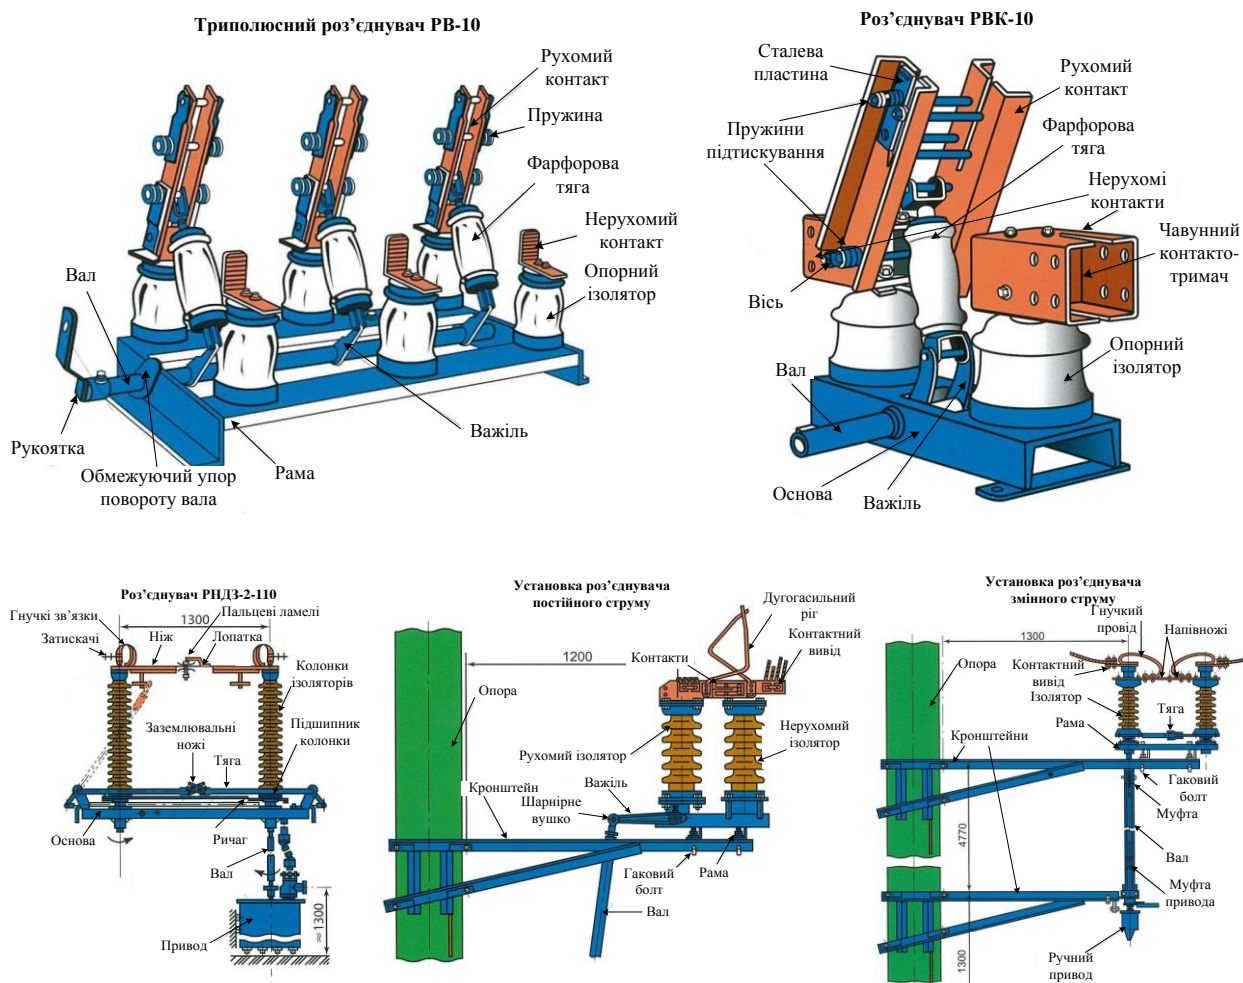 Триполюсний роз’єднувач РВ-10
Рухомий
контакт
Пружина
Фарфорова
тяга
Нерухомий
контакт
Опорний
ізолятор
Вал
Рукоятка
Обмежуючий упор
повороту вала
Рама
Важіль
Роз’єднувач РВК-10
Сталева
пластина
Рухомий
контакт
Пружини
підтискування
Фарфорова
тяга
Нерухомі
контакти
Чавунний
контакто-
тримач
Вісь
Вал
Опорний
ізолятор
Основа
Важіль
Роз’єднувач РНДЗ-2-110
Гнучкі зв’язки
1300
Пальцеві ламелі
Затискачі
Ніж
Лопатка
Колонки
ізоляторів
Заземлювальні
ножі
Підшипник
колонки
Тяга
Основа
Ричаг
Вал
Привод
≈1300
Установка роз’єднувача
постійного струму
Дугогасильний
ріг
1200
Контакти
Контактний
вивід
Опора
Рухомий ізолятор
Нерухомий
ізолятор
Кронштейн
Важіль
Шарнірне
вушко
Гаковий
болт
Рама
Вал
Установка роз’єднувача
змінного струму
Гнучкий
провід
1300
Напівножі
Опора
Контактний
вивід
Ізолятор
Тяга
Рама
Кронштейни
Гаковий
болт
Муфта
4770
Вал
Муфта
привода
1300
Ручний
привод